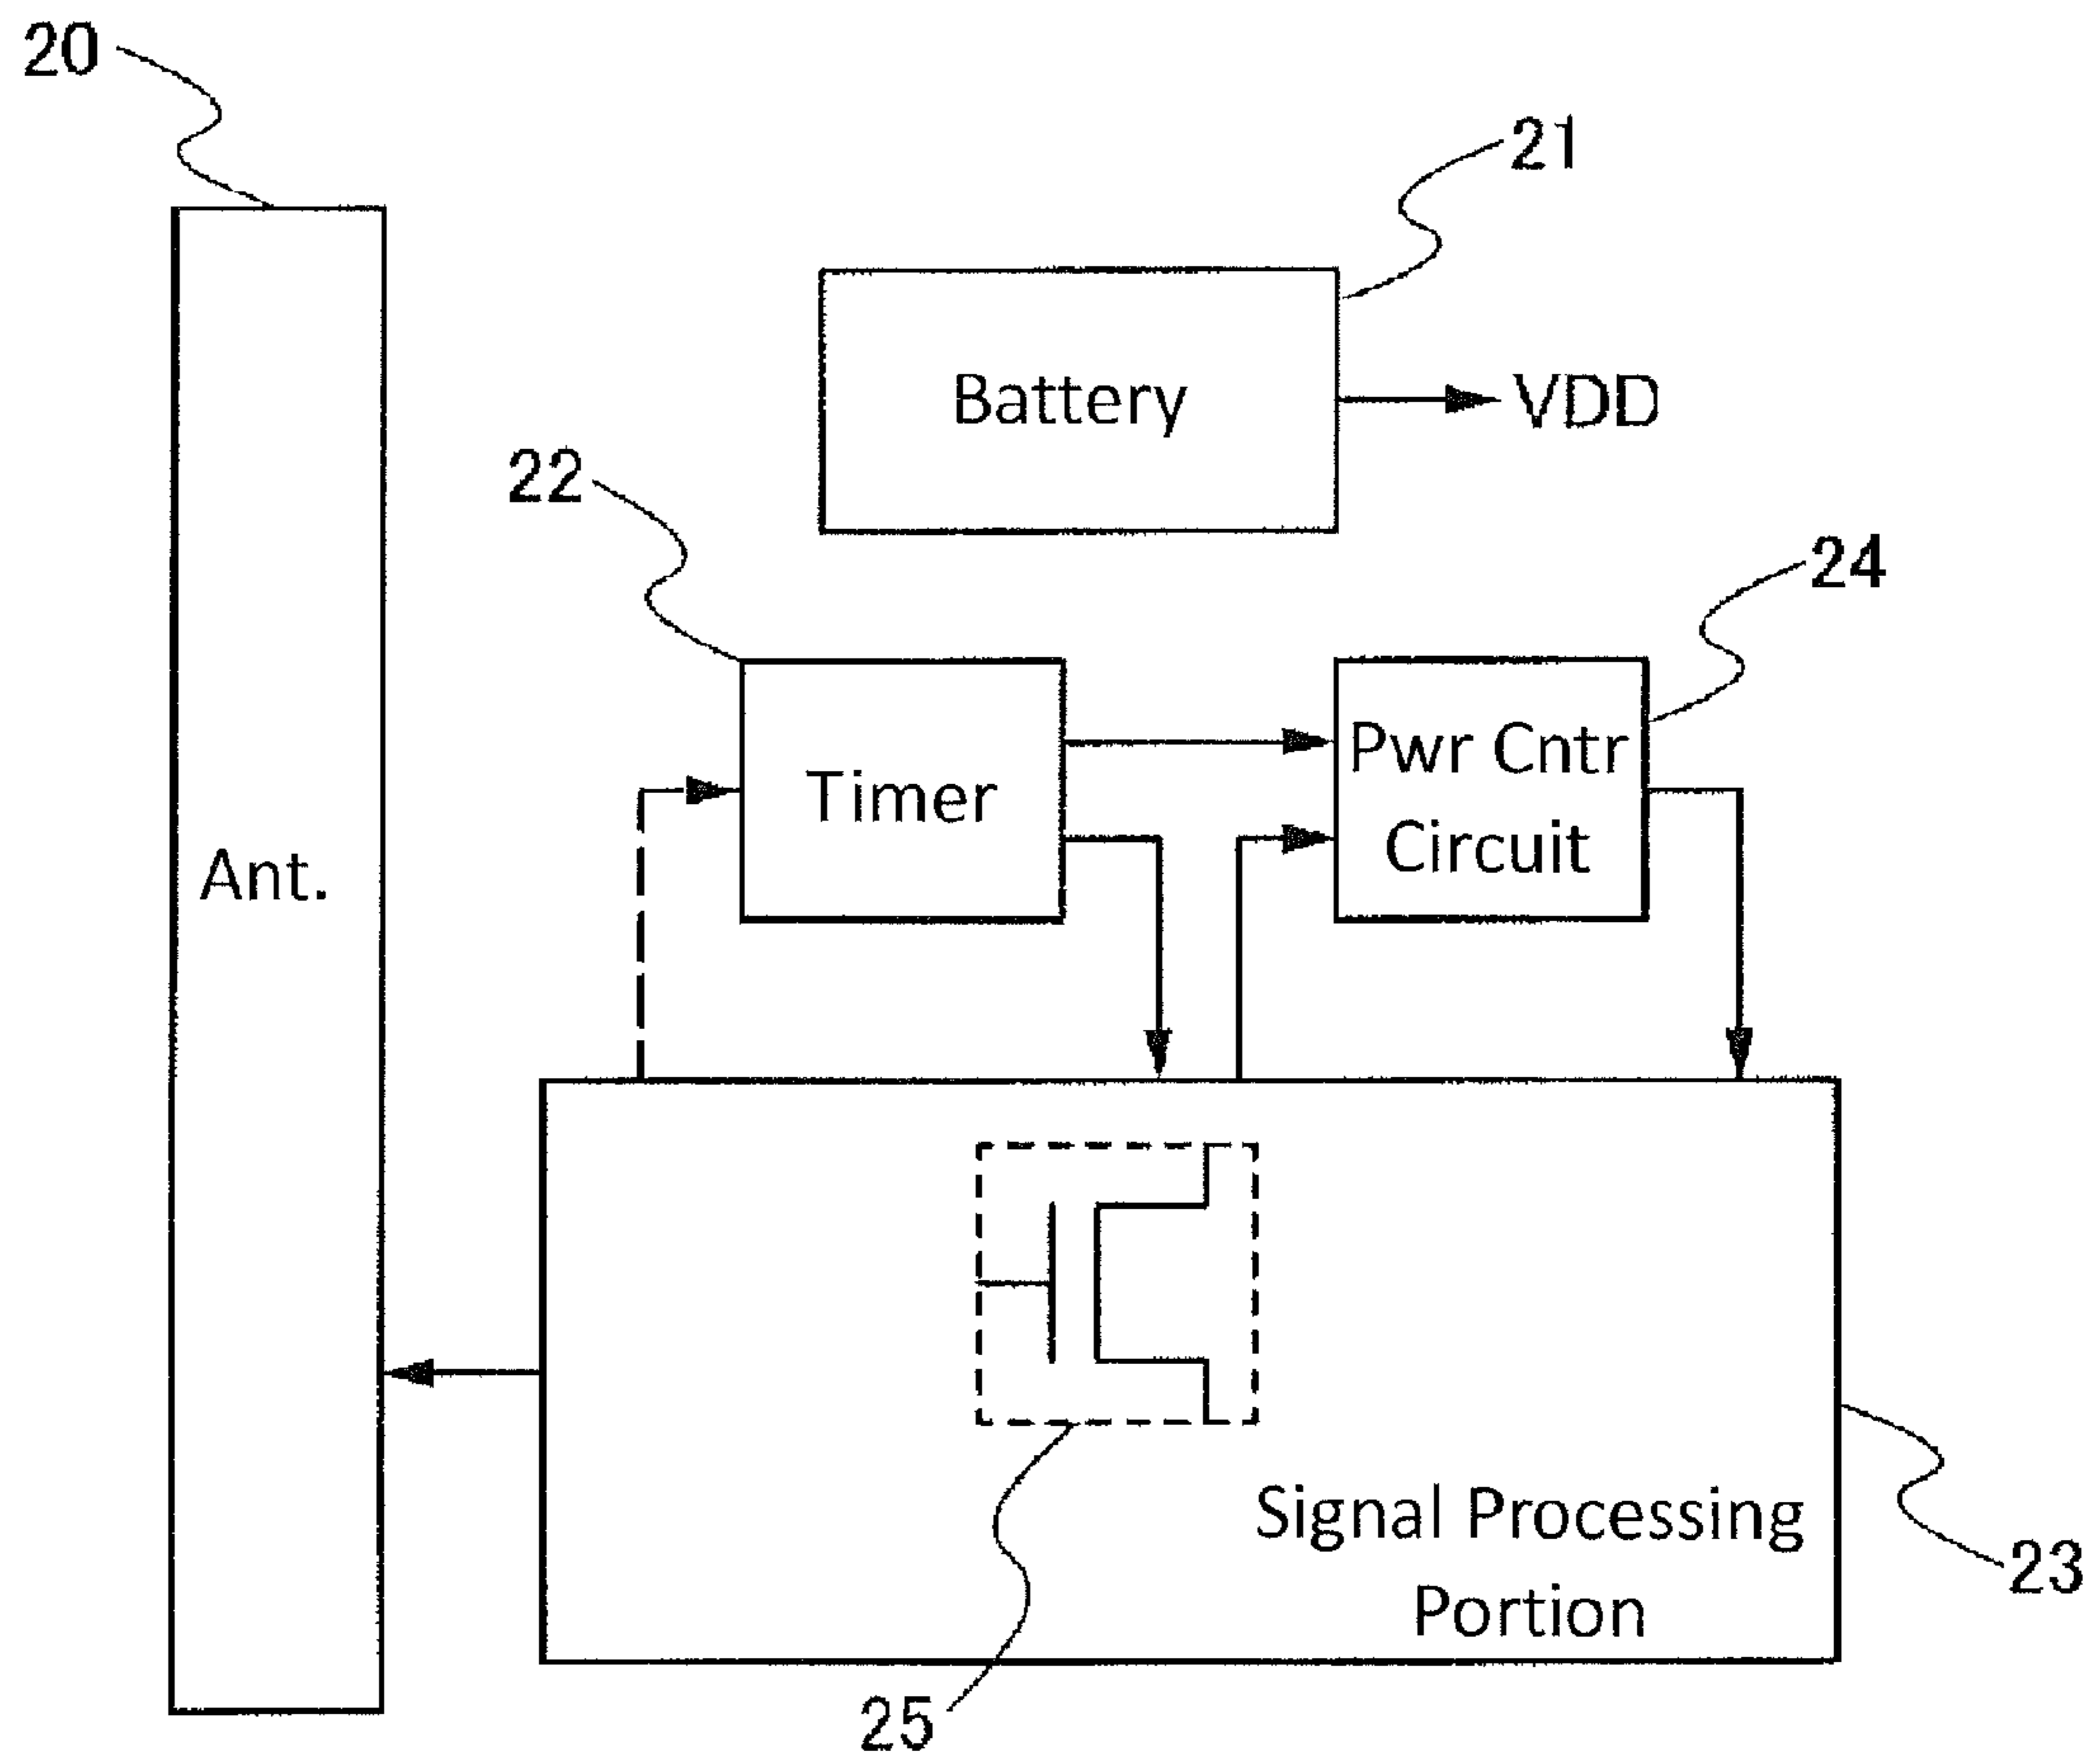 20
21
Battery
VDD
22
24
Pwr Cntr
Circuit
Timer
Ant.
Signal Processing
Portion
23
25